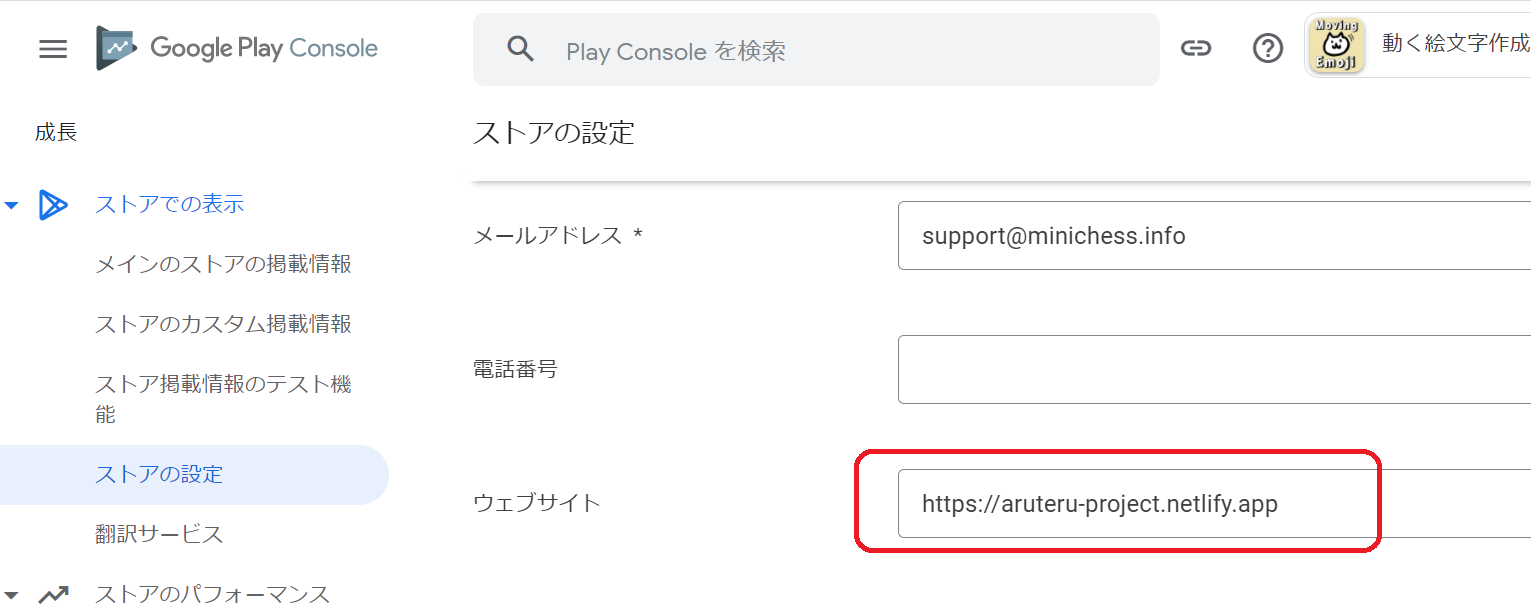 Google Play Console
Play Console を検索
Moving
Emoji
動く絵文字作成
成長
ストアの設定
ストアでの表示
メインのストアの掲載情報
ストアのカスタム掲載情報
ストア掲載情報のテスト機
能
ストアの設定
翻訳サービス
ストアのパフォーマンス
メールアドレス *
support@minichess.info
電話番号
ウェブサイト
https://aruteru-project.netlify.app